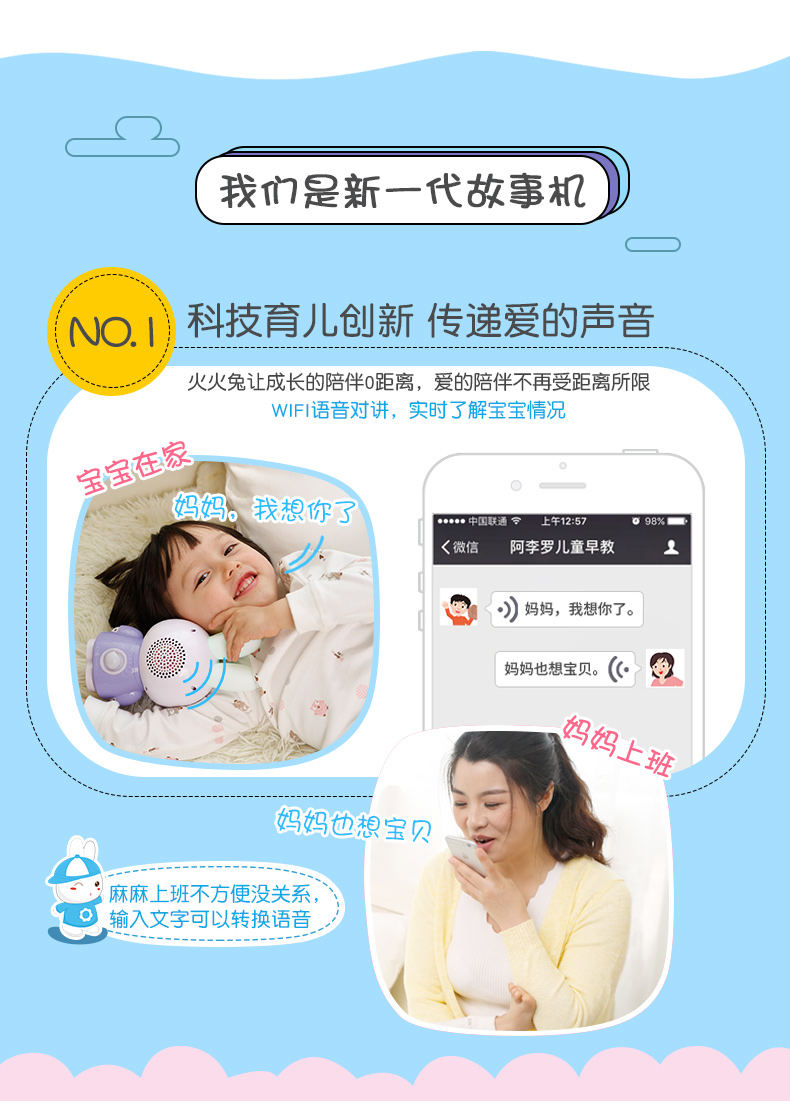 我们是新一代故事机
NO.1
科技育儿创新 传递爱的声音
火火兔让成长的陪伴0距离，爱的陪伴不再受距离所限
WIFI语音对讲，实时了解宝宝情况
宝宝在家
妈妈，我想你了
中国联通 上午12:57 98%
微信 阿李罗儿童早教
妈妈，我想你了。
妈妈也想宝贝。
妈妈上班
妈妈也想宝贝
麻麻上班不方便没关系，
输入文字可以转换语音